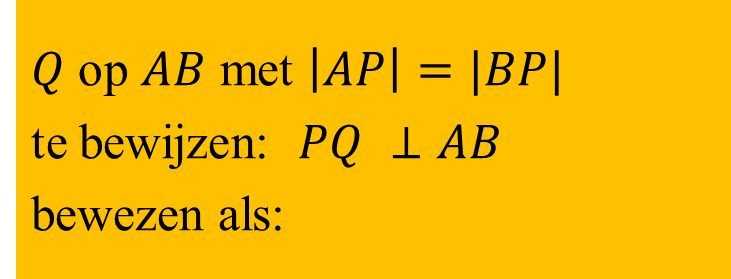 Q op AB met |AP| = |BP|
te bewijzen: PQ ⊥ AB
bewezen als: